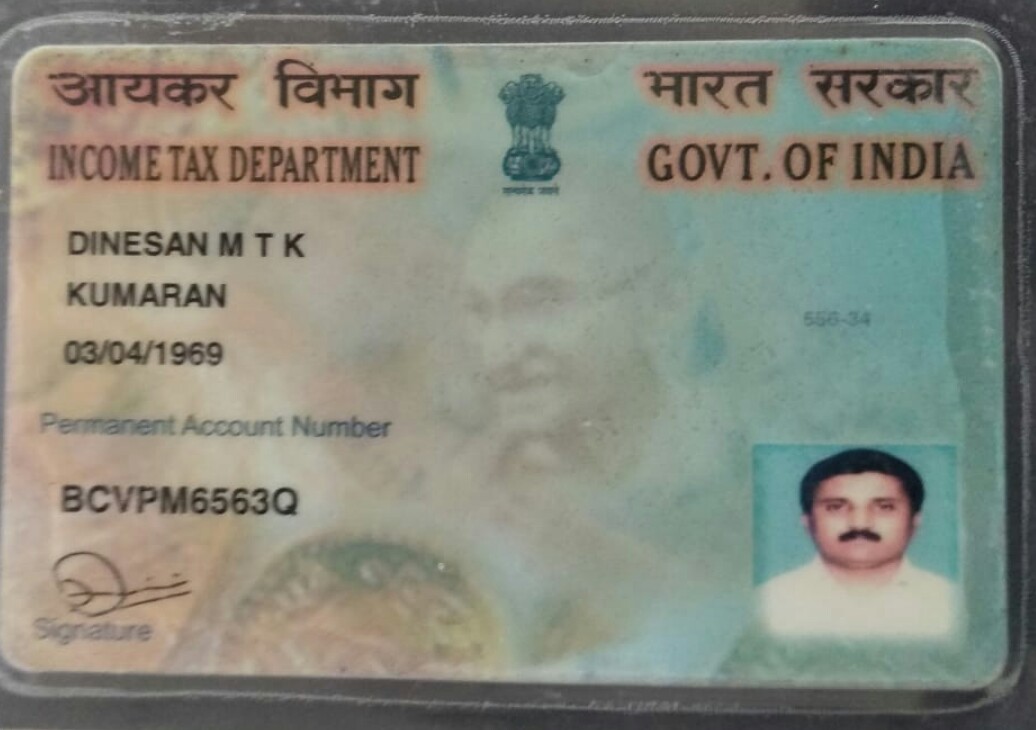 आयकर विभाग
भारत सरकार
INCOME TAX DEPARTMENT
GOVT. OF INDIA
सत्यमेव जयते
DINESAN M T K
KUMARAN
03/04/1969
556-34
Permanent Account Number
BCVPM6563Q
Signature